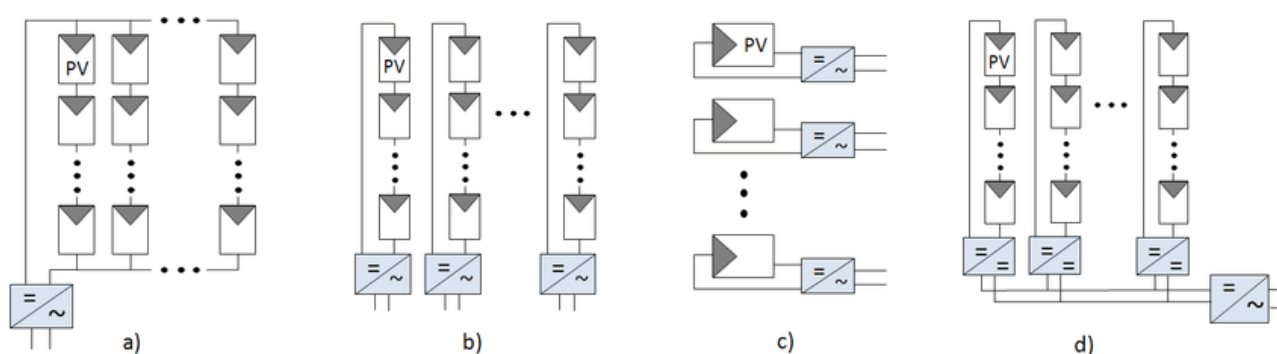 PV
PV
PV
PV
=
~
=
~
=
~
=
~
=
~
=
~
=
~
=
=
=
=
=
=
=
~
a)
b)
c)
d)